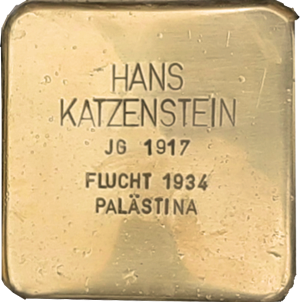 HANS
KATZENSTEIN
JG 1917
FLUCHT 1934
PALÄSTINA